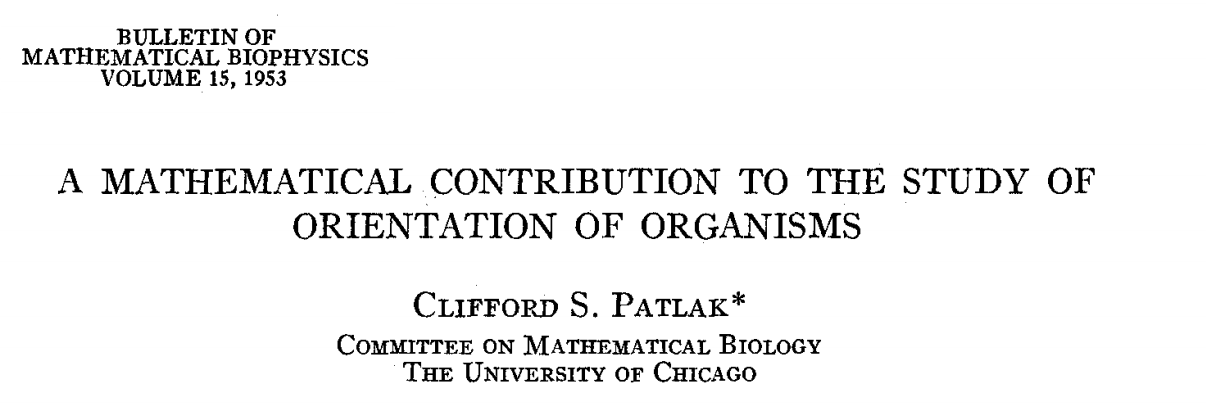 BULLETIN OF
MATHEMATICAL BIOPHYSICS
VOLUME 15, 1953
A MATHEMATICAL CONTRIBUTION TO THE STUDY OF
ORIENTATION OF ORGANISMS
CLIFFORD S. PATLAK*
COMMITTEE ON MATHEMATICAL BIOLOGY
THE UNIVERSITY OF CHICAGO